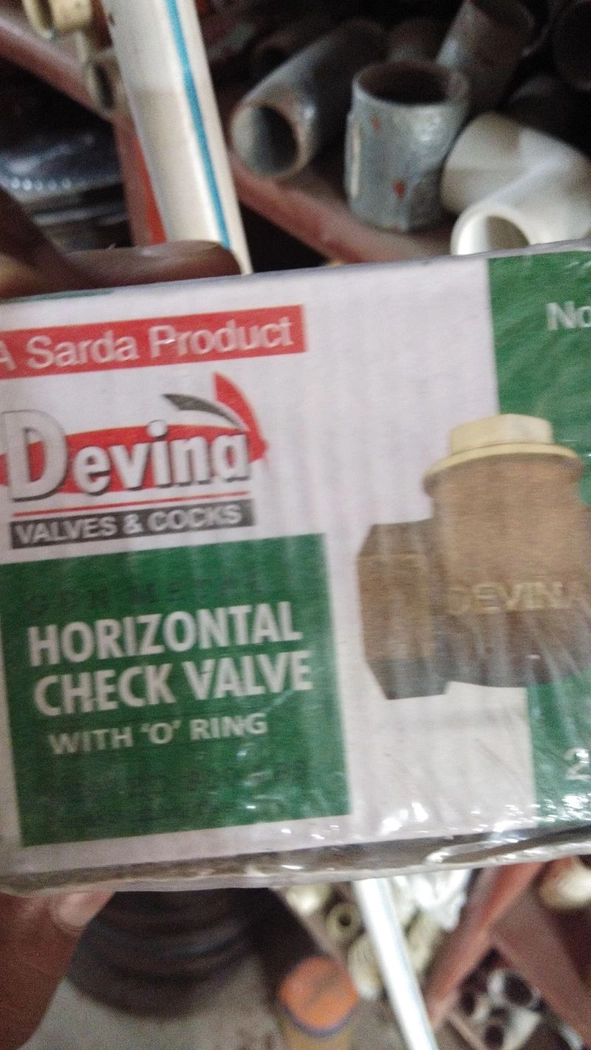 A Sarda Product
Devina
VALVES & COCKS
HORIZONTAL
CHECK VALVE
WITH 'O' RING
DEVINA